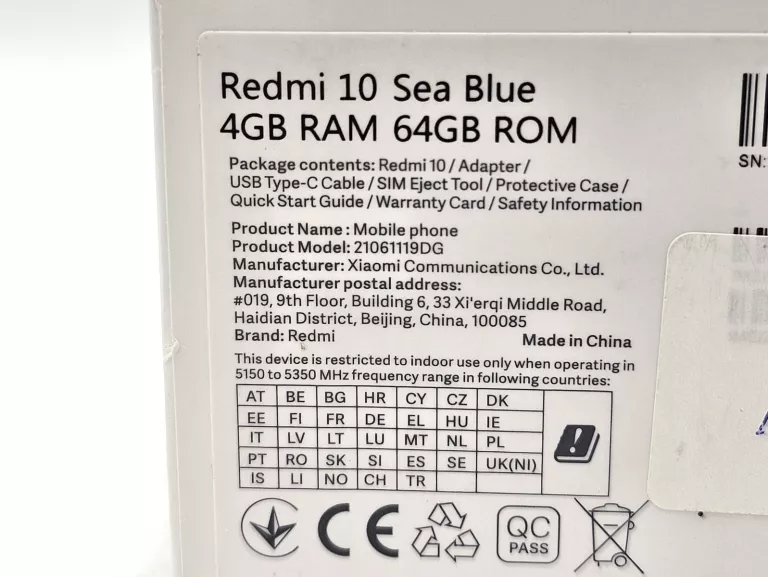 Redmi 10 Sea Blue
4GB RAM 64GB ROM
Package contents: Redmi 10 / Adapter /
USB Type-C Cable / SIM Eject Tool / Protective Case /
Quick Start Guide / Warranty Card / Safety Information
Product Name : Mobile phone
Product Model: 21061119DG
Manufacturer: Xiaomi Communications Co., Ltd.
Manufacturer postal address:
#019, 9th Floor, Building 6, 33 Xi'erqi Middle Road,
Haidian District, Beijing, China, 100085
Brand: Redmi
Made in China
This device is restricted to indoor use only when operating in
5150 to 5350 MHz frequency range in following countries:
AT BE BG HR CY CZ DK
EE FI FR DE EL HU IE
IT LV LT LU MT NL PL
PT RO SK SI ES SE UK(NI)
IS LI NO CH TR
CE
QC
PASS
SN: